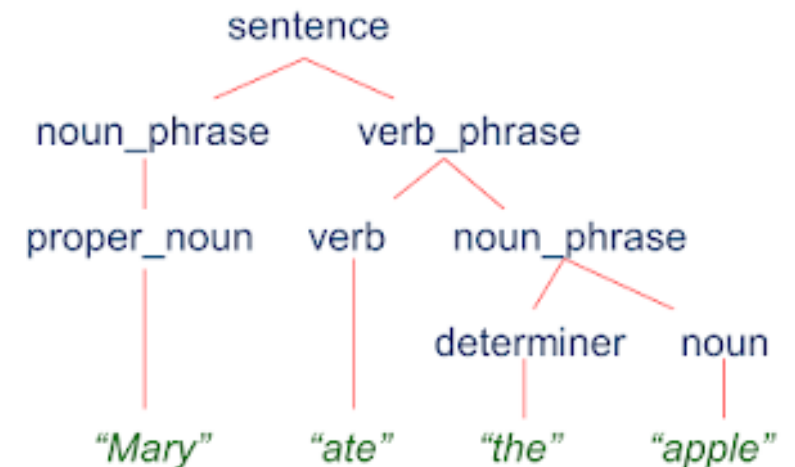 sentence
noun_phrase verb_phrase
proper_noun verb noun_phrase
determiner noun
“Mary” “ate” “the” “apple”